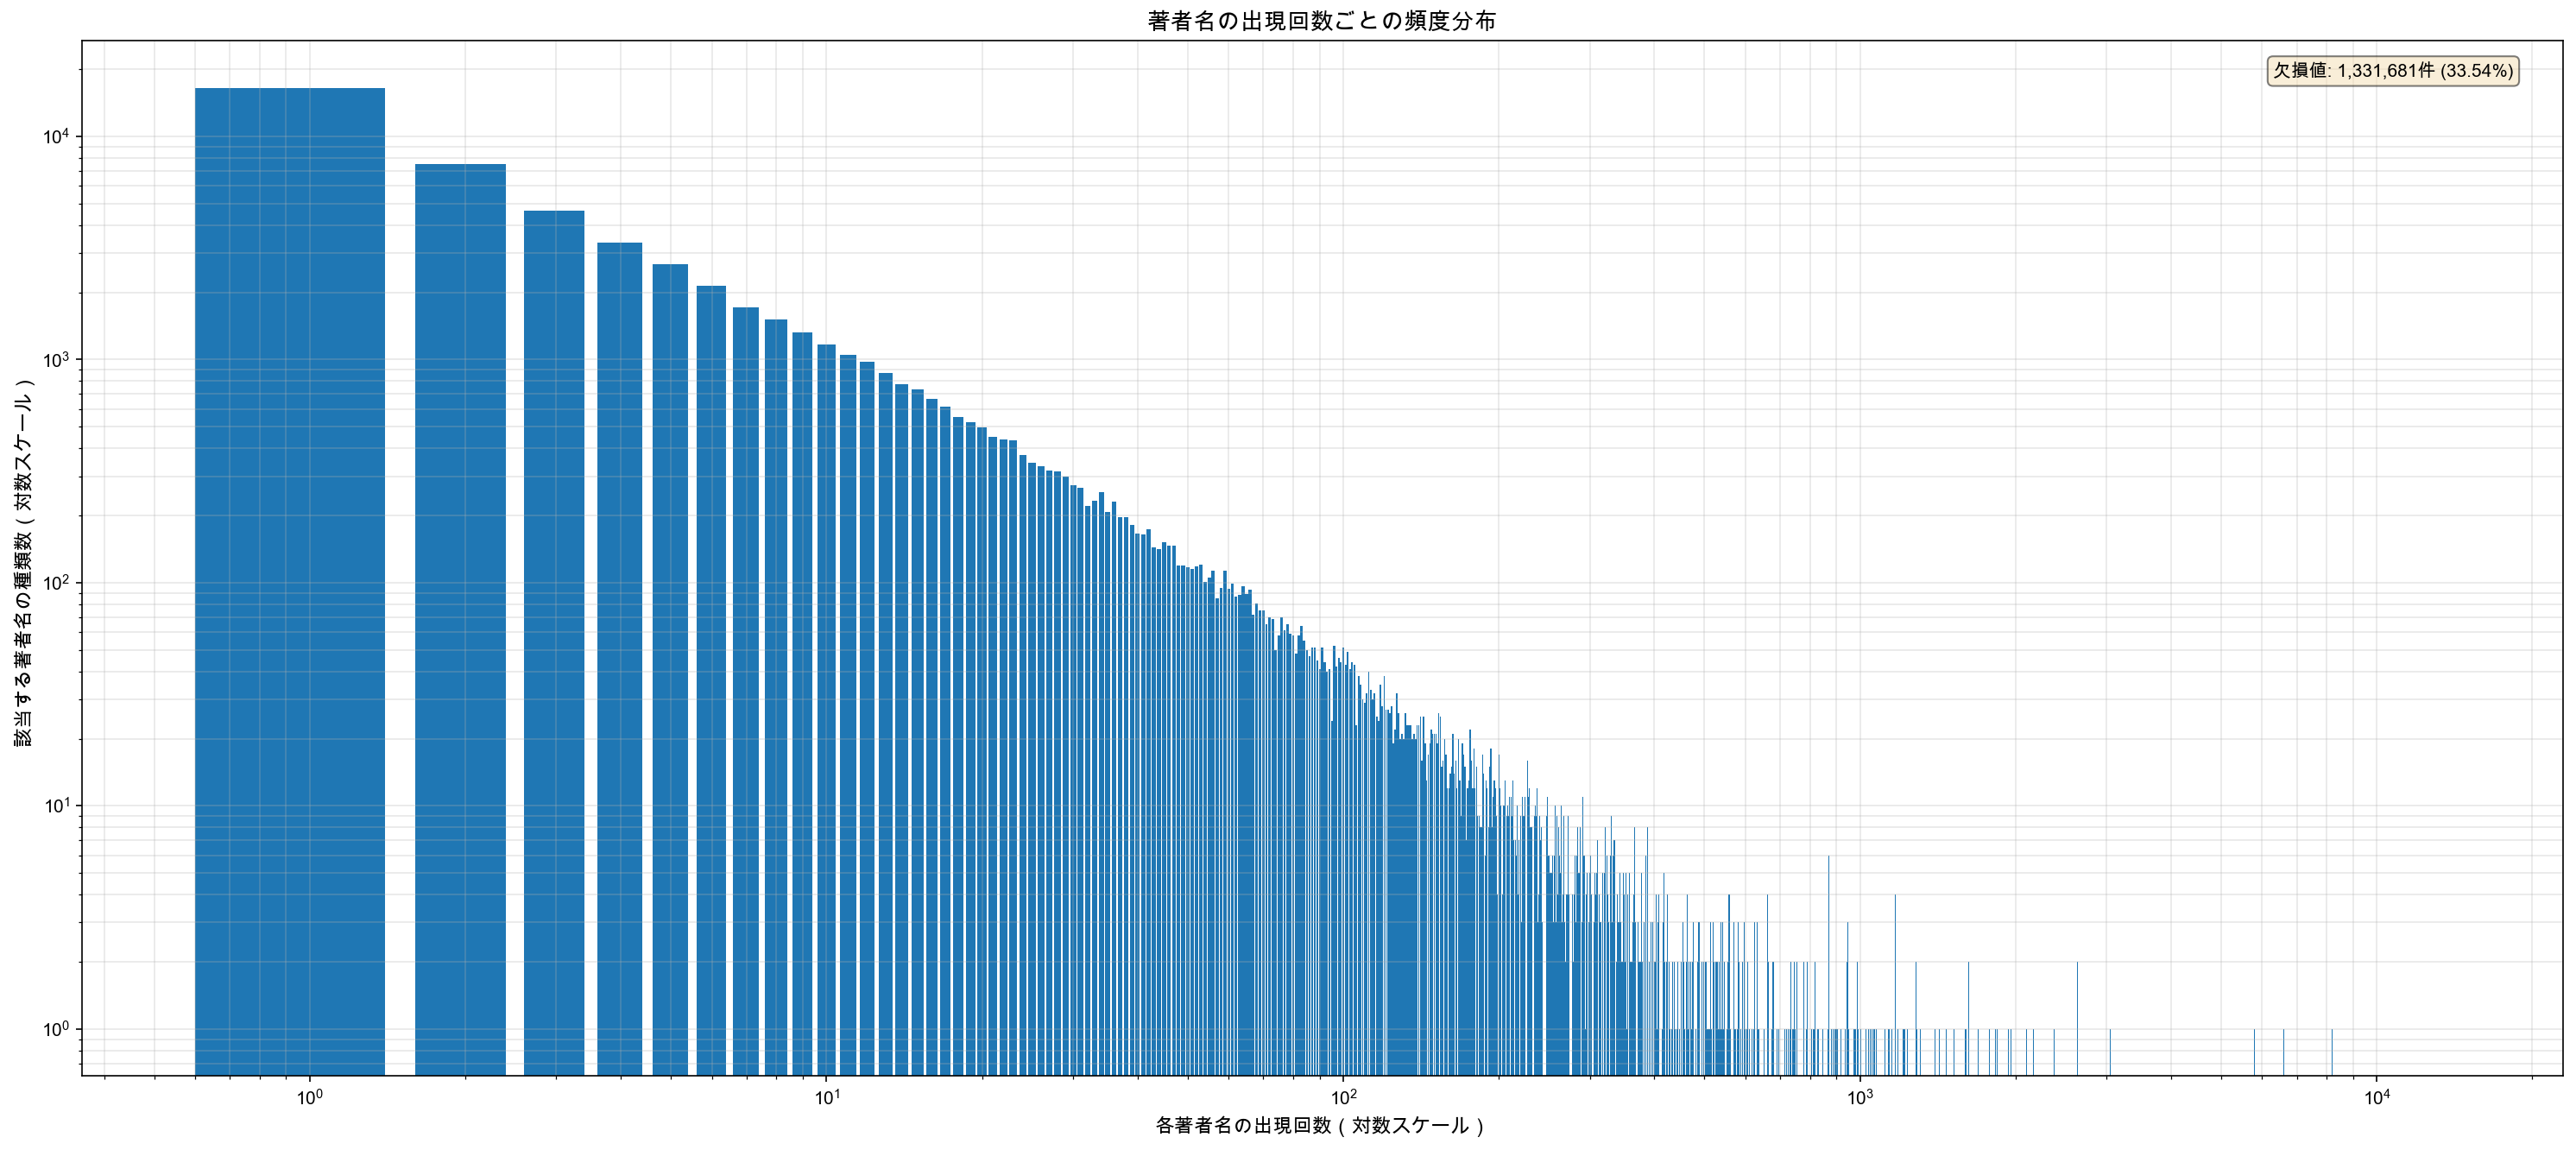 著者名の出現回数ごとの頻度分布
欠損値: 1,331,681件 (33.54%)
該当する著者名の種類数 ( 対数スケール )
10⁴
10³
10²
10¹
10⁰
10⁰ 10¹ 10² 10³ 10⁴
各著者名の出現回数 ( 対数スケール )